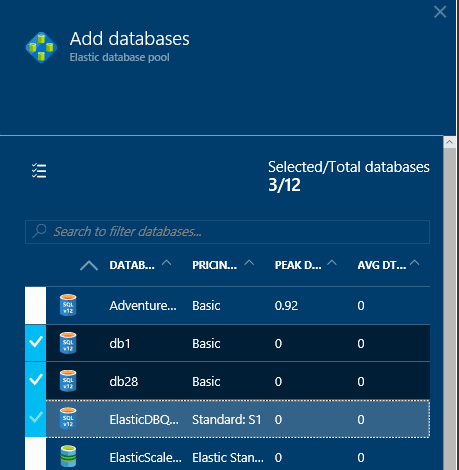 Add databases
Elastic database pool
Selected/Total databases
3/12
Search to filter databases...
DATAB... PRICIN... PEAK D... AVG DT...
SQL v12 Adventure... Basic 0.92 0
SQL v12 db1 Basic 0 0
SQL v12 db28 Basic 0 0
SQL v12 ElasticDBQ... Standard: S1 0 0
ElasticScale... Elastic Stan... 0 0